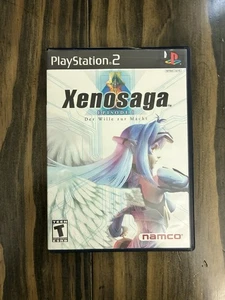 PlayStation 2
Xenosaga
EPISODE I
Der Wille zur Macht
T
TEEN
namco